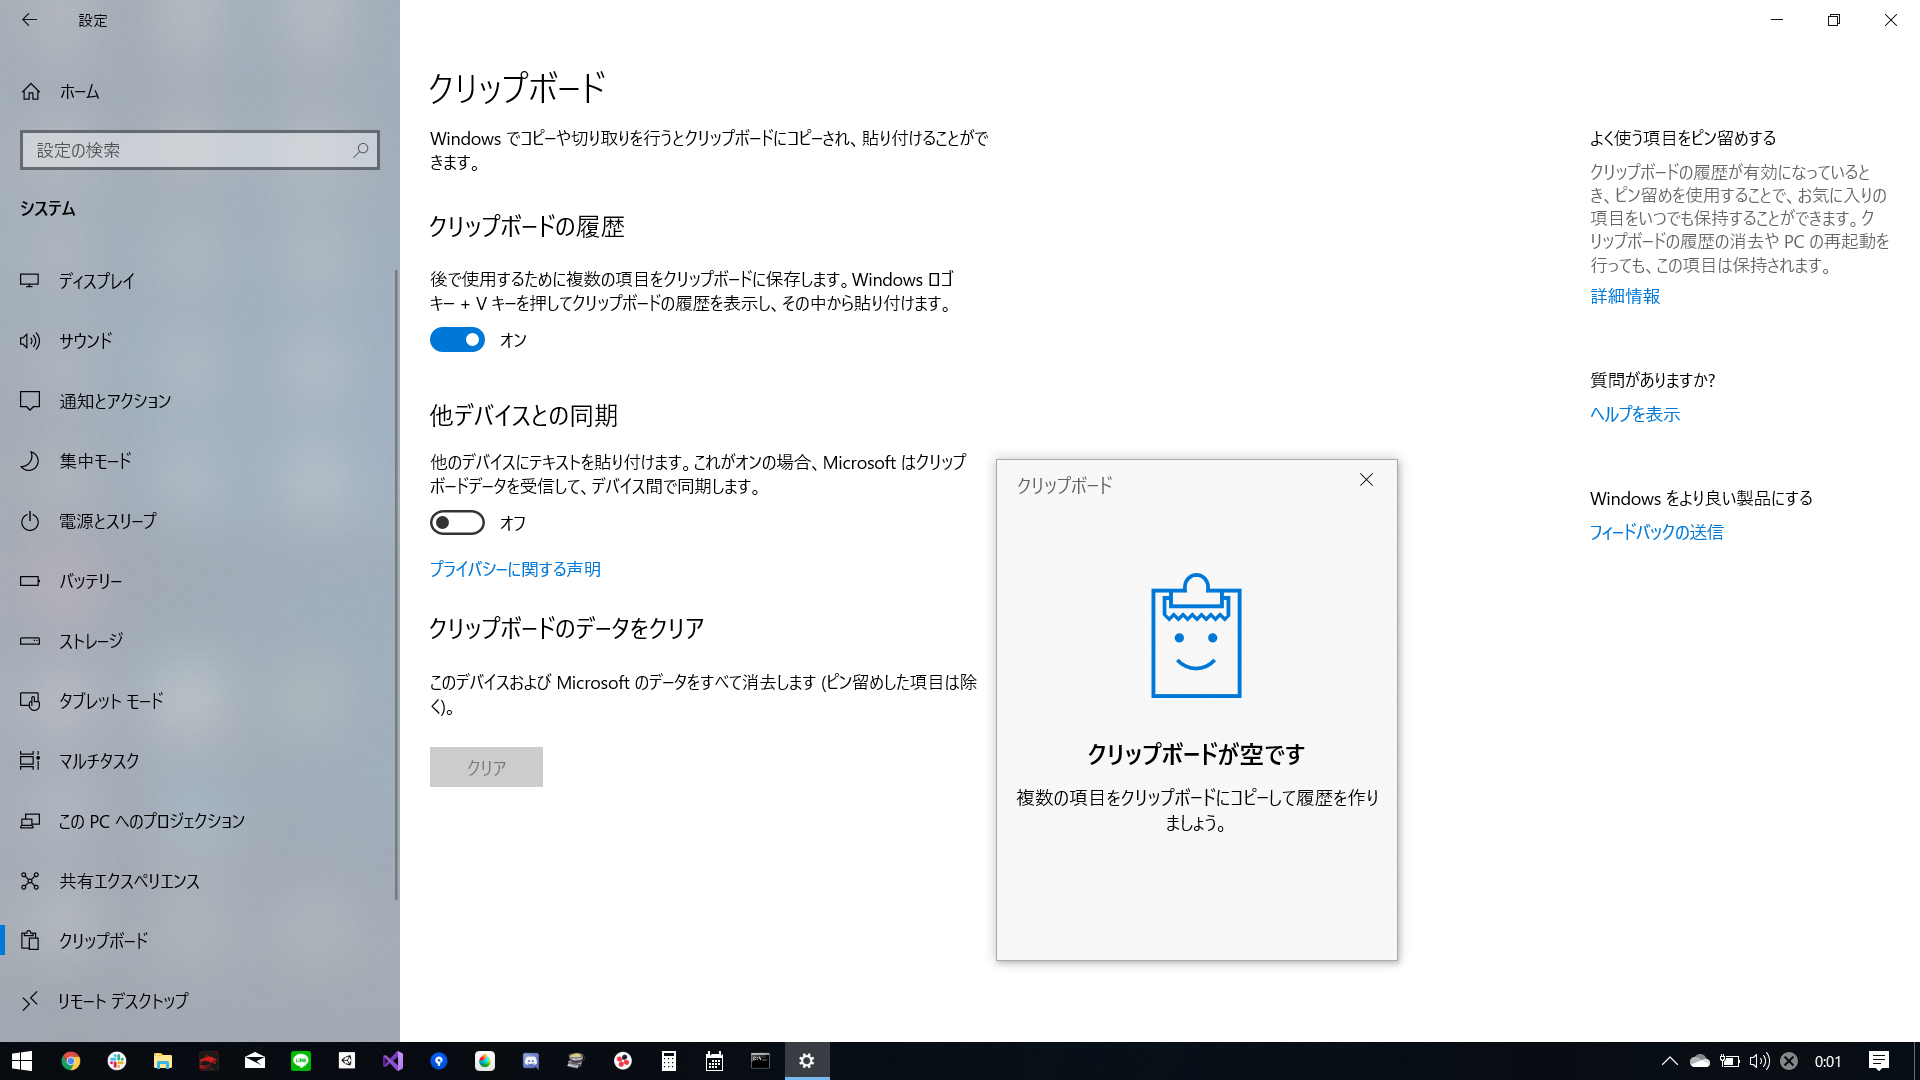 設定
ホーム
設定の検索
システム
ディスプレイ
サウンド
通知とアクション
集中モード
電源とスリープ
バッテリー
ストレージ
タブレット モード
マルチタスク
この PC へのプロジェクション
共有エクスペリエンス
クリップボード
リモート デスクトップ
クリップボード
Windows でコピーや切り取りを行うとクリップボードにコピーされ、貼り付けることがで
きます。
クリップボードの履歴
後で使用するために複数の項目をクリップボードに保存します。Windows ロゴ
キー + V キーを押してクリップボードの履歴を表示し、その中から貼り付けます。
オン
他デバイスとの同期
他のデバイスにテキストを貼り付けます。これがオンの場合、Microsoft はクリップ
ボードデータを受信して、デバイス間で同期します。
オフ
プライバシーに関する声明
クリップボードのデータをクリア
このデバイスおよび Microsoft のデータをすべて消去します (ピン留めした項目は除
く)。
クリア
クリップボード
クリップボードが空です
複数の項目をクリップボードにコピーして履歴を作り
ましょう。
よく使う項目をピン留めする
クリップボードの履歴が有効になっていると
き、ピン留めを使用することで、お気に入りの
項目をいつでも保持することができます。ク
リップボードの履歴の消去や PC の再起動を
行っても、この項目は保持されます。
詳細情報
質問がありますか?
ヘルプを表示
Windows をより良い製品にする
フィードバックの送信
0:01